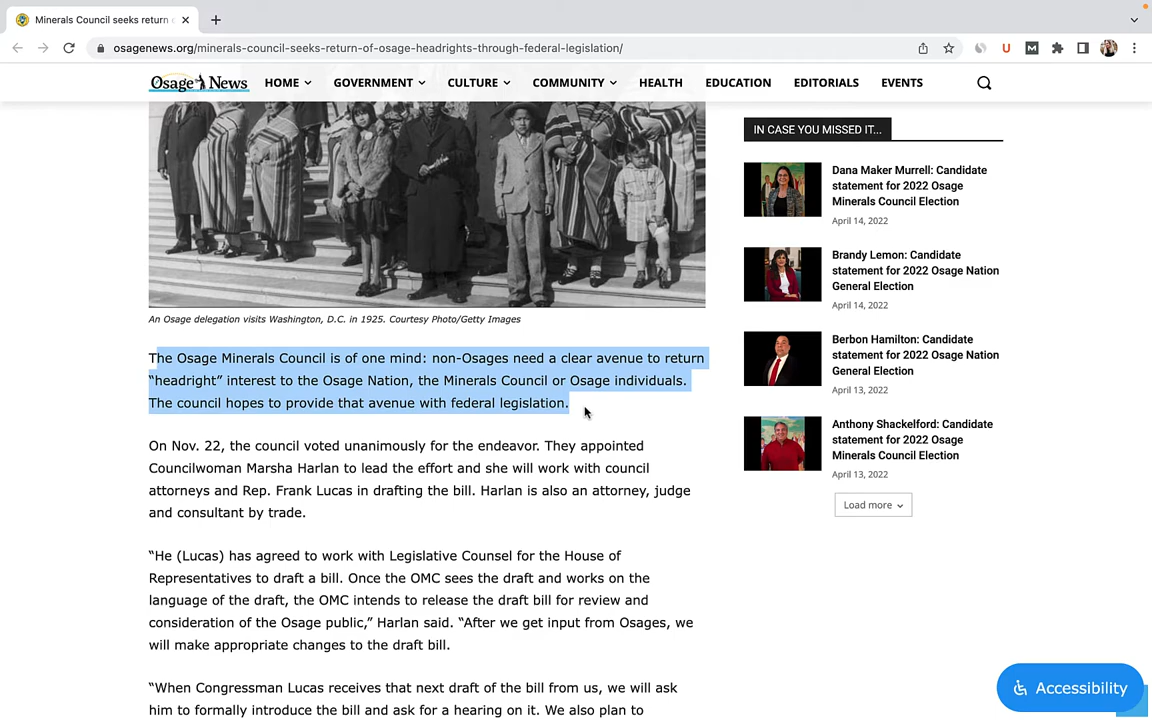 Minerals Council seeks return o
osagenews.org/minerals-council-seeks-return-of-osage-headrights-through-federal-legislation/
Osage News
HOME
GOVERNMENT
CULTURE
COMMUNITY
HEALTH
EDUCATION
EDITORIALS
EVENTS
An Osage delegation visits Washington, D.C. in 1925. Courtesy Photo/Getty Images
The Osage Minerals Council is of one mind: non-Osages need a clear avenue to return
“headright” interest to the Osage Nation, the Minerals Council or Osage individuals.
The council hopes to provide that avenue with federal legislation.
On Nov. 22, the council voted unanimously for the endeavor. They appointed
Councilwoman Marsha Harlan to lead the effort and she will work with council
attorneys and Rep. Frank Lucas in drafting the bill. Harlan is also an attorney, judge
and consultant by trade.
“He (Lucas) has agreed to work with Legislative Counsel for the House of
Representatives to draft a bill. Once the OMC sees the draft and works on the
language of the draft, the OMC intends to release the draft bill for review and
consideration of the Osage public,” Harlan said. “After we get input from Osages, we
will make appropriate changes to the draft bill.
“When Congressman Lucas receives that next draft of the bill from us, we will ask
him to formally introduce the bill and ask for a hearing on it. We also plan to
IN CASE YOU MISSED IT...
Dana Maker Murrell: Candidate
statement for 2022 Osage
Minerals Council Election
April 14, 2022
Brandy Lemon: Candidate
statement for 2022 Osage Nation
General Election
April 14, 2022
Berbon Hamilton: Candidate
statement for 2022 Osage Nation
General Election
April 13, 2022
Anthony Shackelford: Candidate
statement for 2022 Osage
Minerals Council Election
April 13, 2022
Load more
Accessibility